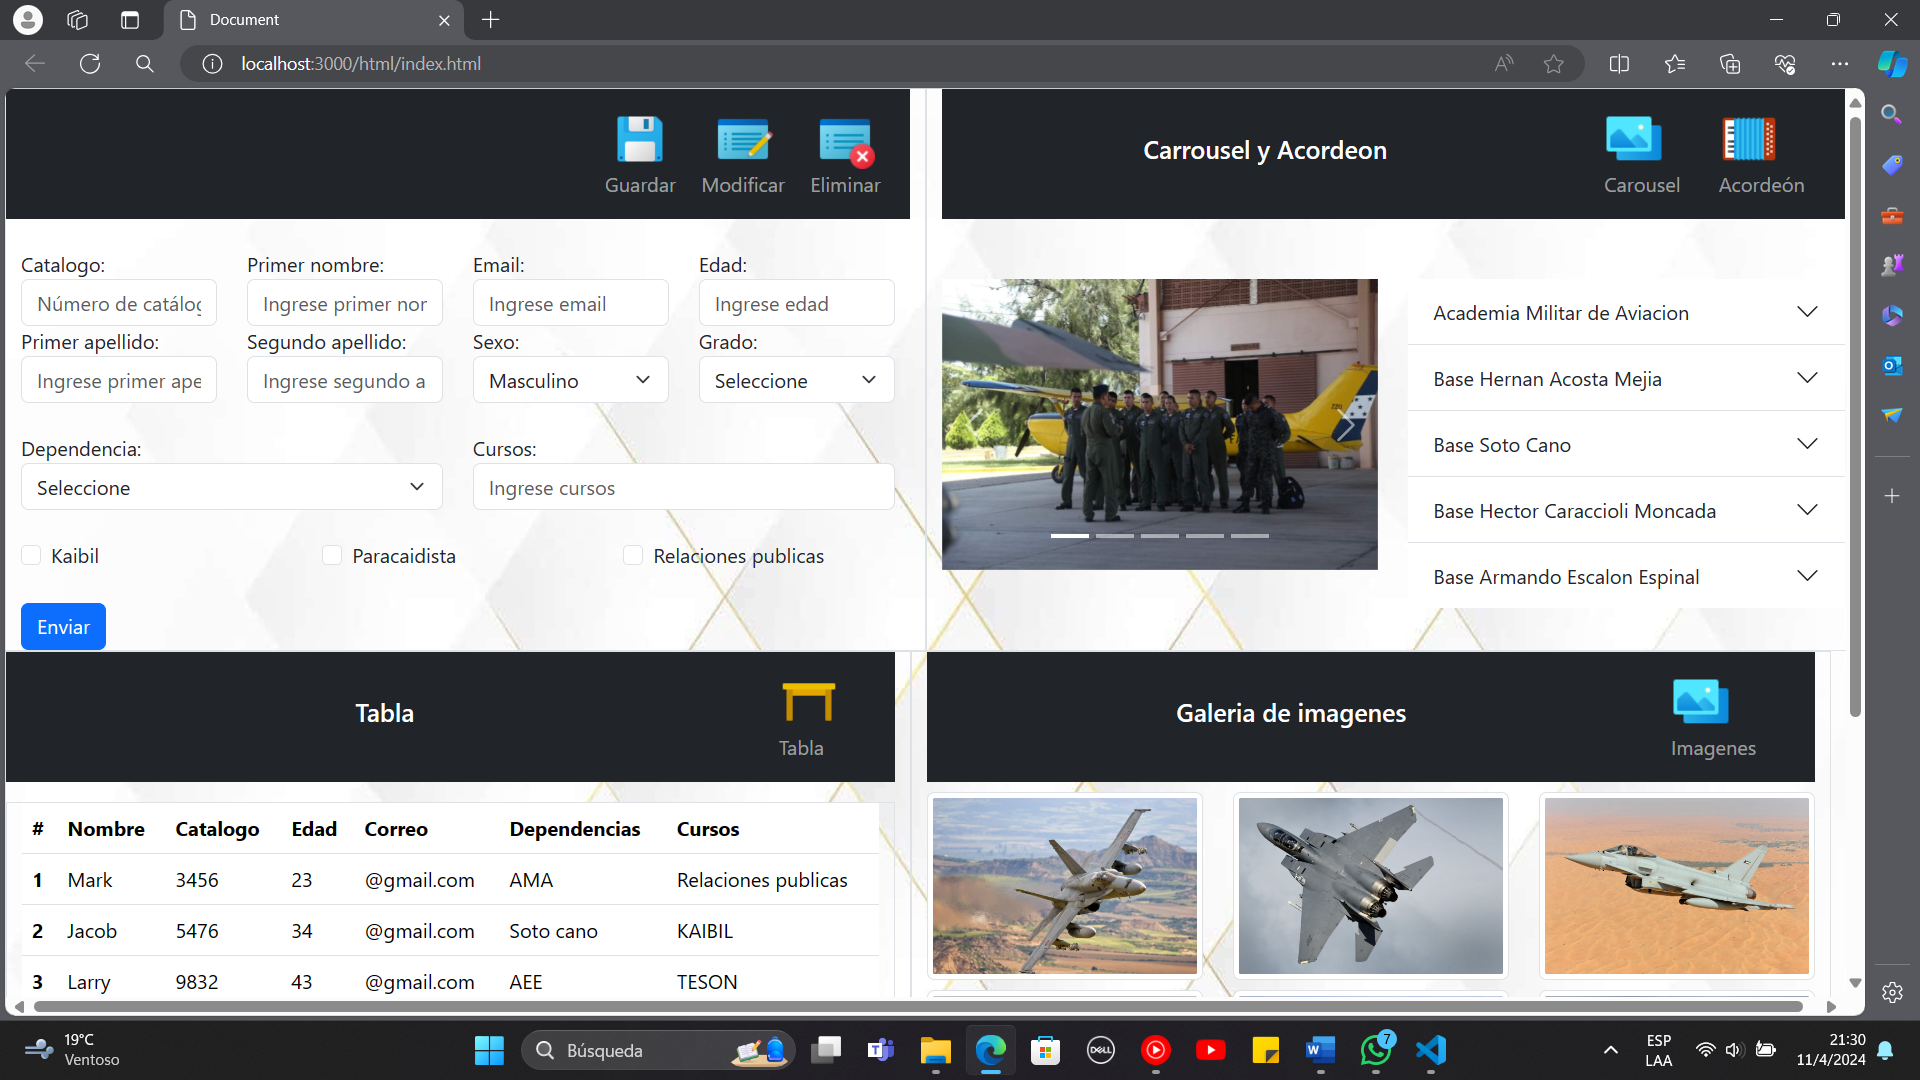 Document
localhost:3000/html/index.html
Guardar Modificar Eliminar
Carrousel y Acordeon
Carousel Acordeón
Catalogo: Primer nombre: Email: Edad:
Número de catálog Ingrese primer nor Ingrese email Ingrese edad
Primer apellido: Segundo apellido: Sexo: Grado:
Ingrese primer ape Ingrese segundo a Masculino Seleccione
Dependencia: Cursos:
Seleccione Ingrese cursos
Kaibil Paracaidista Relaciones publicas
Enviar
Academia Militar de Aviacion
Base Hernan Acosta Mejia
Base Soto Cano
Base Hector Caraccioli Moncada
Base Armando Escalon Espinal
Tabla
Tabla
Galeria de imagenes
Imagenes
# Nombre Catalogo Edad Correo Dependencias Cursos
1 Mark 3456 23 @gmail.com AMA Relaciones publicas
2 Jacob 5476 34 @gmail.com Soto cano KAIBIL
3 Larry 9832 43 @gmail.com AEE TESON
19°C
Ventoso
Búsqueda
DELL
7
ESP
LAA
21:30
11/4/2024